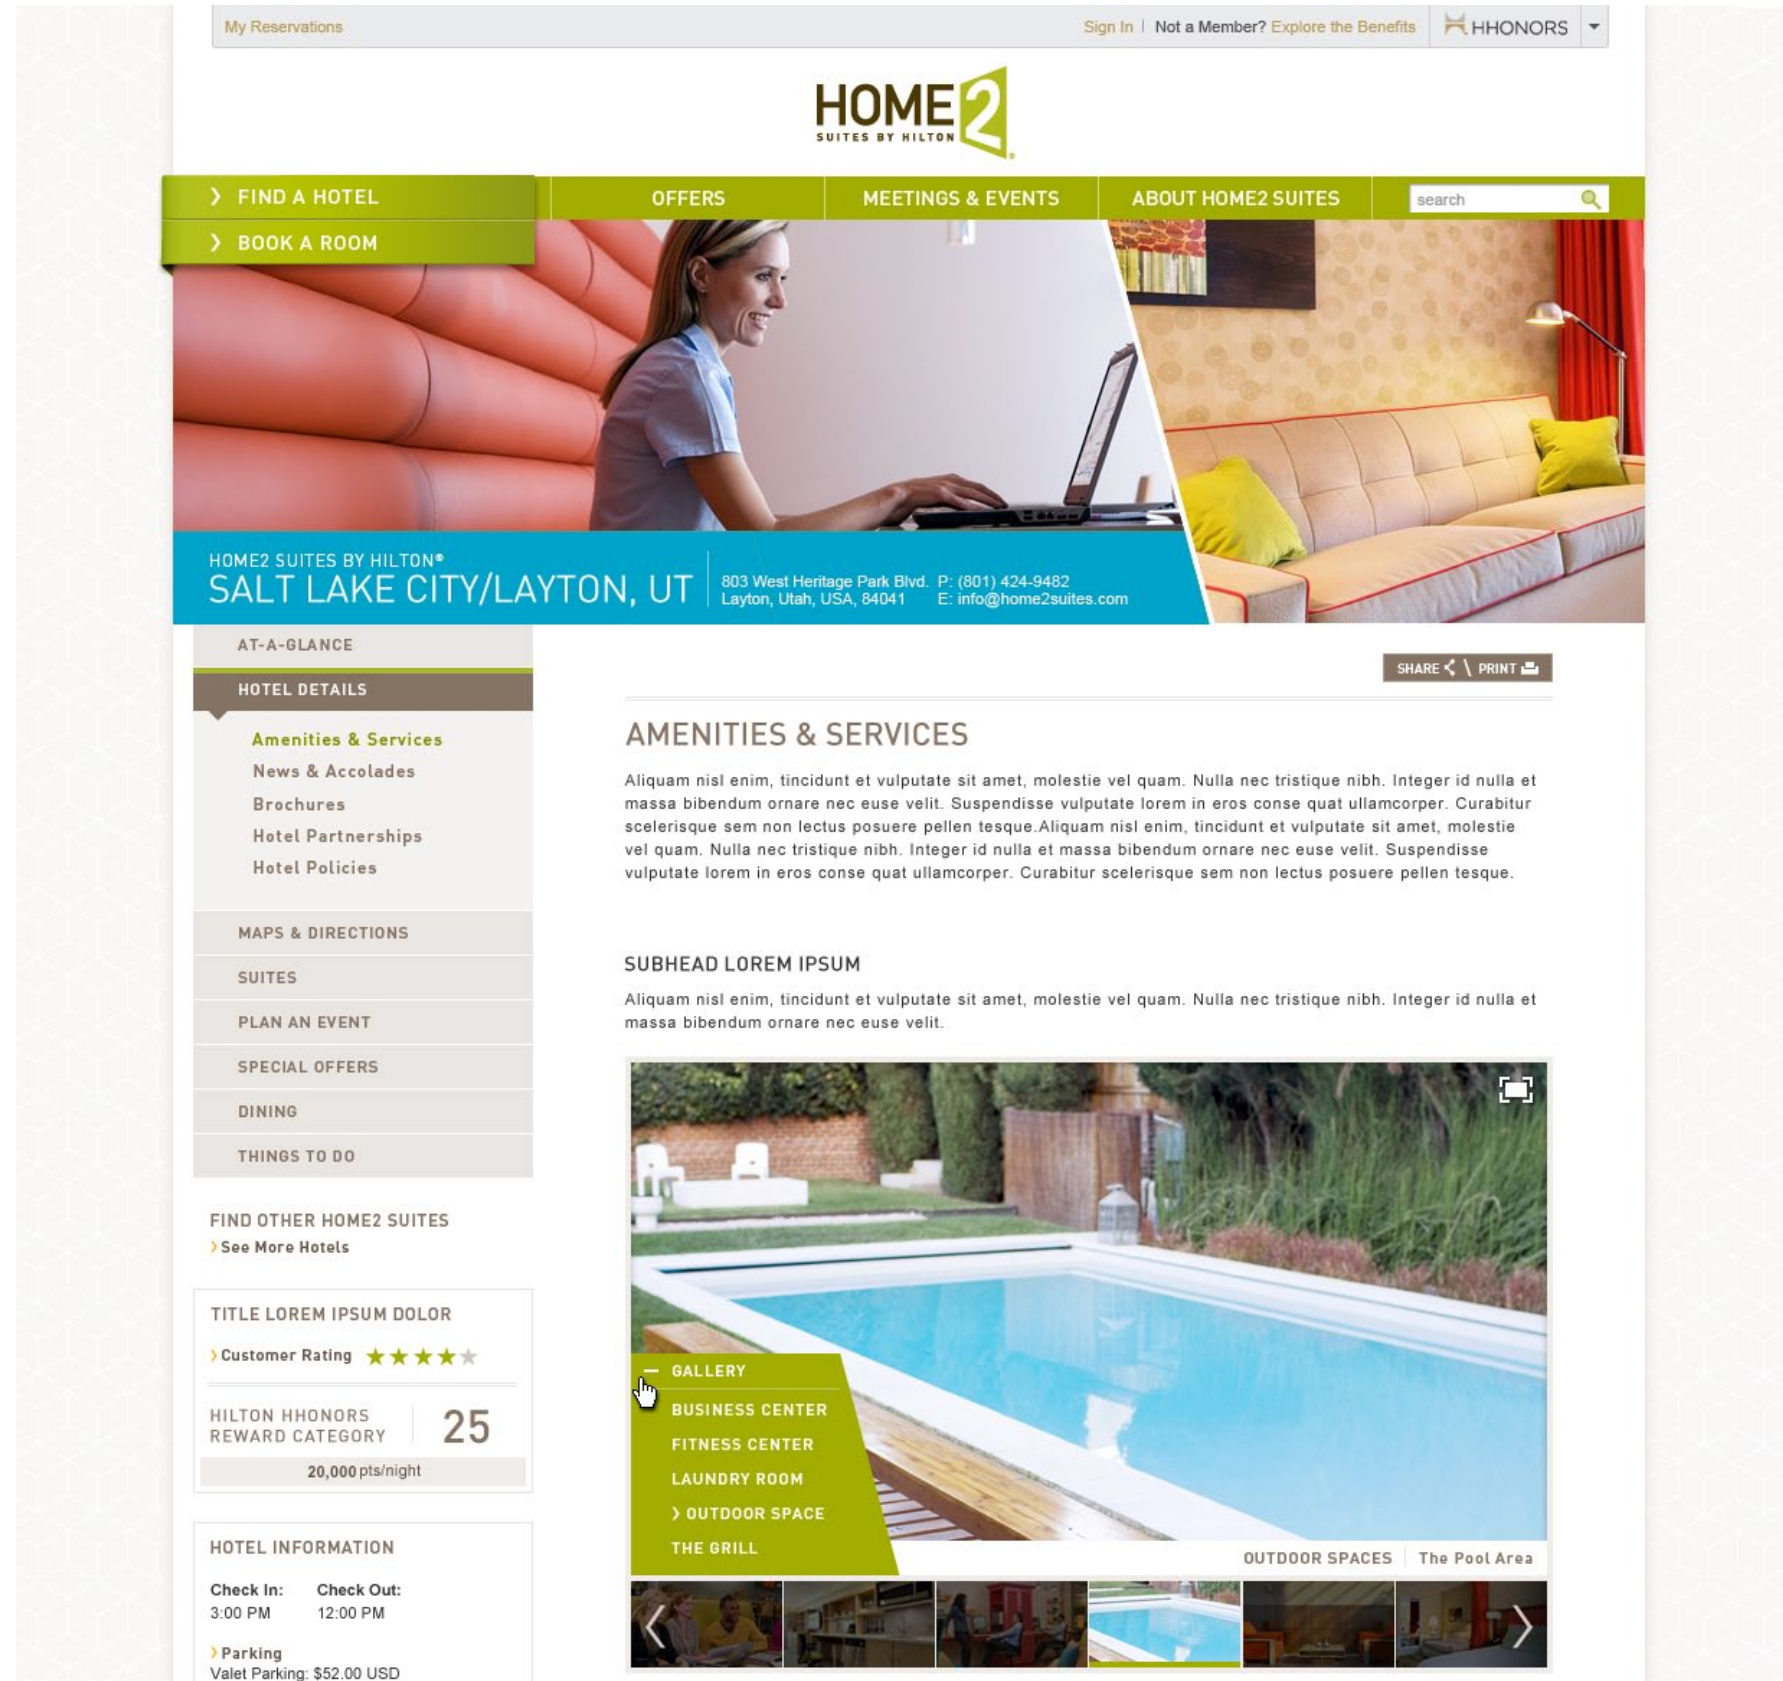 My Reservations
Sign In | Not a Member? Explore the Benefits
HHONORS
HOME2
SUITES BY HILTON
FIND A HOTEL
OFFERS
MEETINGS & EVENTS
ABOUT HOME2 SUITES
search
BOOK A ROOM
HOME2 SUITES BY HILTON®
SALT LAKE CITY/LAYTON, UT
803 West Heritage Park Blvd. P: (801) 424-9482
Layton, Utah, USA, 84041 E: info@home2suites.com
AT-A-GLANCE
HOTEL DETAILS
Amenities & Services
News & Accolades
Brochures
Hotel Partnerships
Hotel Policies
MAPS & DIRECTIONS
SUITES
PLAN AN EVENT
SPECIAL OFFERS
DINING
THINGS TO DO
FIND OTHER HOME2 SUITES
See More Hotels
TITLE LOREM IPSUM DOLOR
Customer Rating
HILTON HHONORS
REWARD CATEGORY
25
20,000 pts/night
HOTEL INFORMATION
Check In: Check Out:
3:00 PM 12:00 PM
Parking
Valet Parking: $52.00 USD
SHARE \ PRINT
AMENITIES & SERVICES
Aliquam nisl enim, tincidunt et vulputate sit amet, molestie vel quam. Nulla nec tristique nibh. Integer id nulla et
massa bibendum ornare nec euse velit. Suspendisse vulputate lorem in eros conse quat ullamcorper. Curabitur
scelerisque sem non lectus posuere pellen tesque.Aliquam nisl enim, tincidunt et vulputate sit amet, molestie
vel quam. Nulla nec tristique nibh. Integer id nulla et massa bibendum ornare nec euse velit. Suspendisse
vulputate lorem in eros conse quat ullamcorper. Curabitur scelerisque sem non lectus posuere pellen tesque.
SUBHEAD LOREM IPSUM
Aliquam nisl enim, tincidunt et vulputate sit amet, molestie vel quam. Nulla nec tristique nibh. Integer id nulla et
massa bibendum ornare nec euse velit.
GALLERY
BUSINESS CENTER
FITNESS CENTER
LAUNDRY ROOM
OUTDOOR SPACE
THE GRILL
OUTDOOR SPACES | The Pool Area